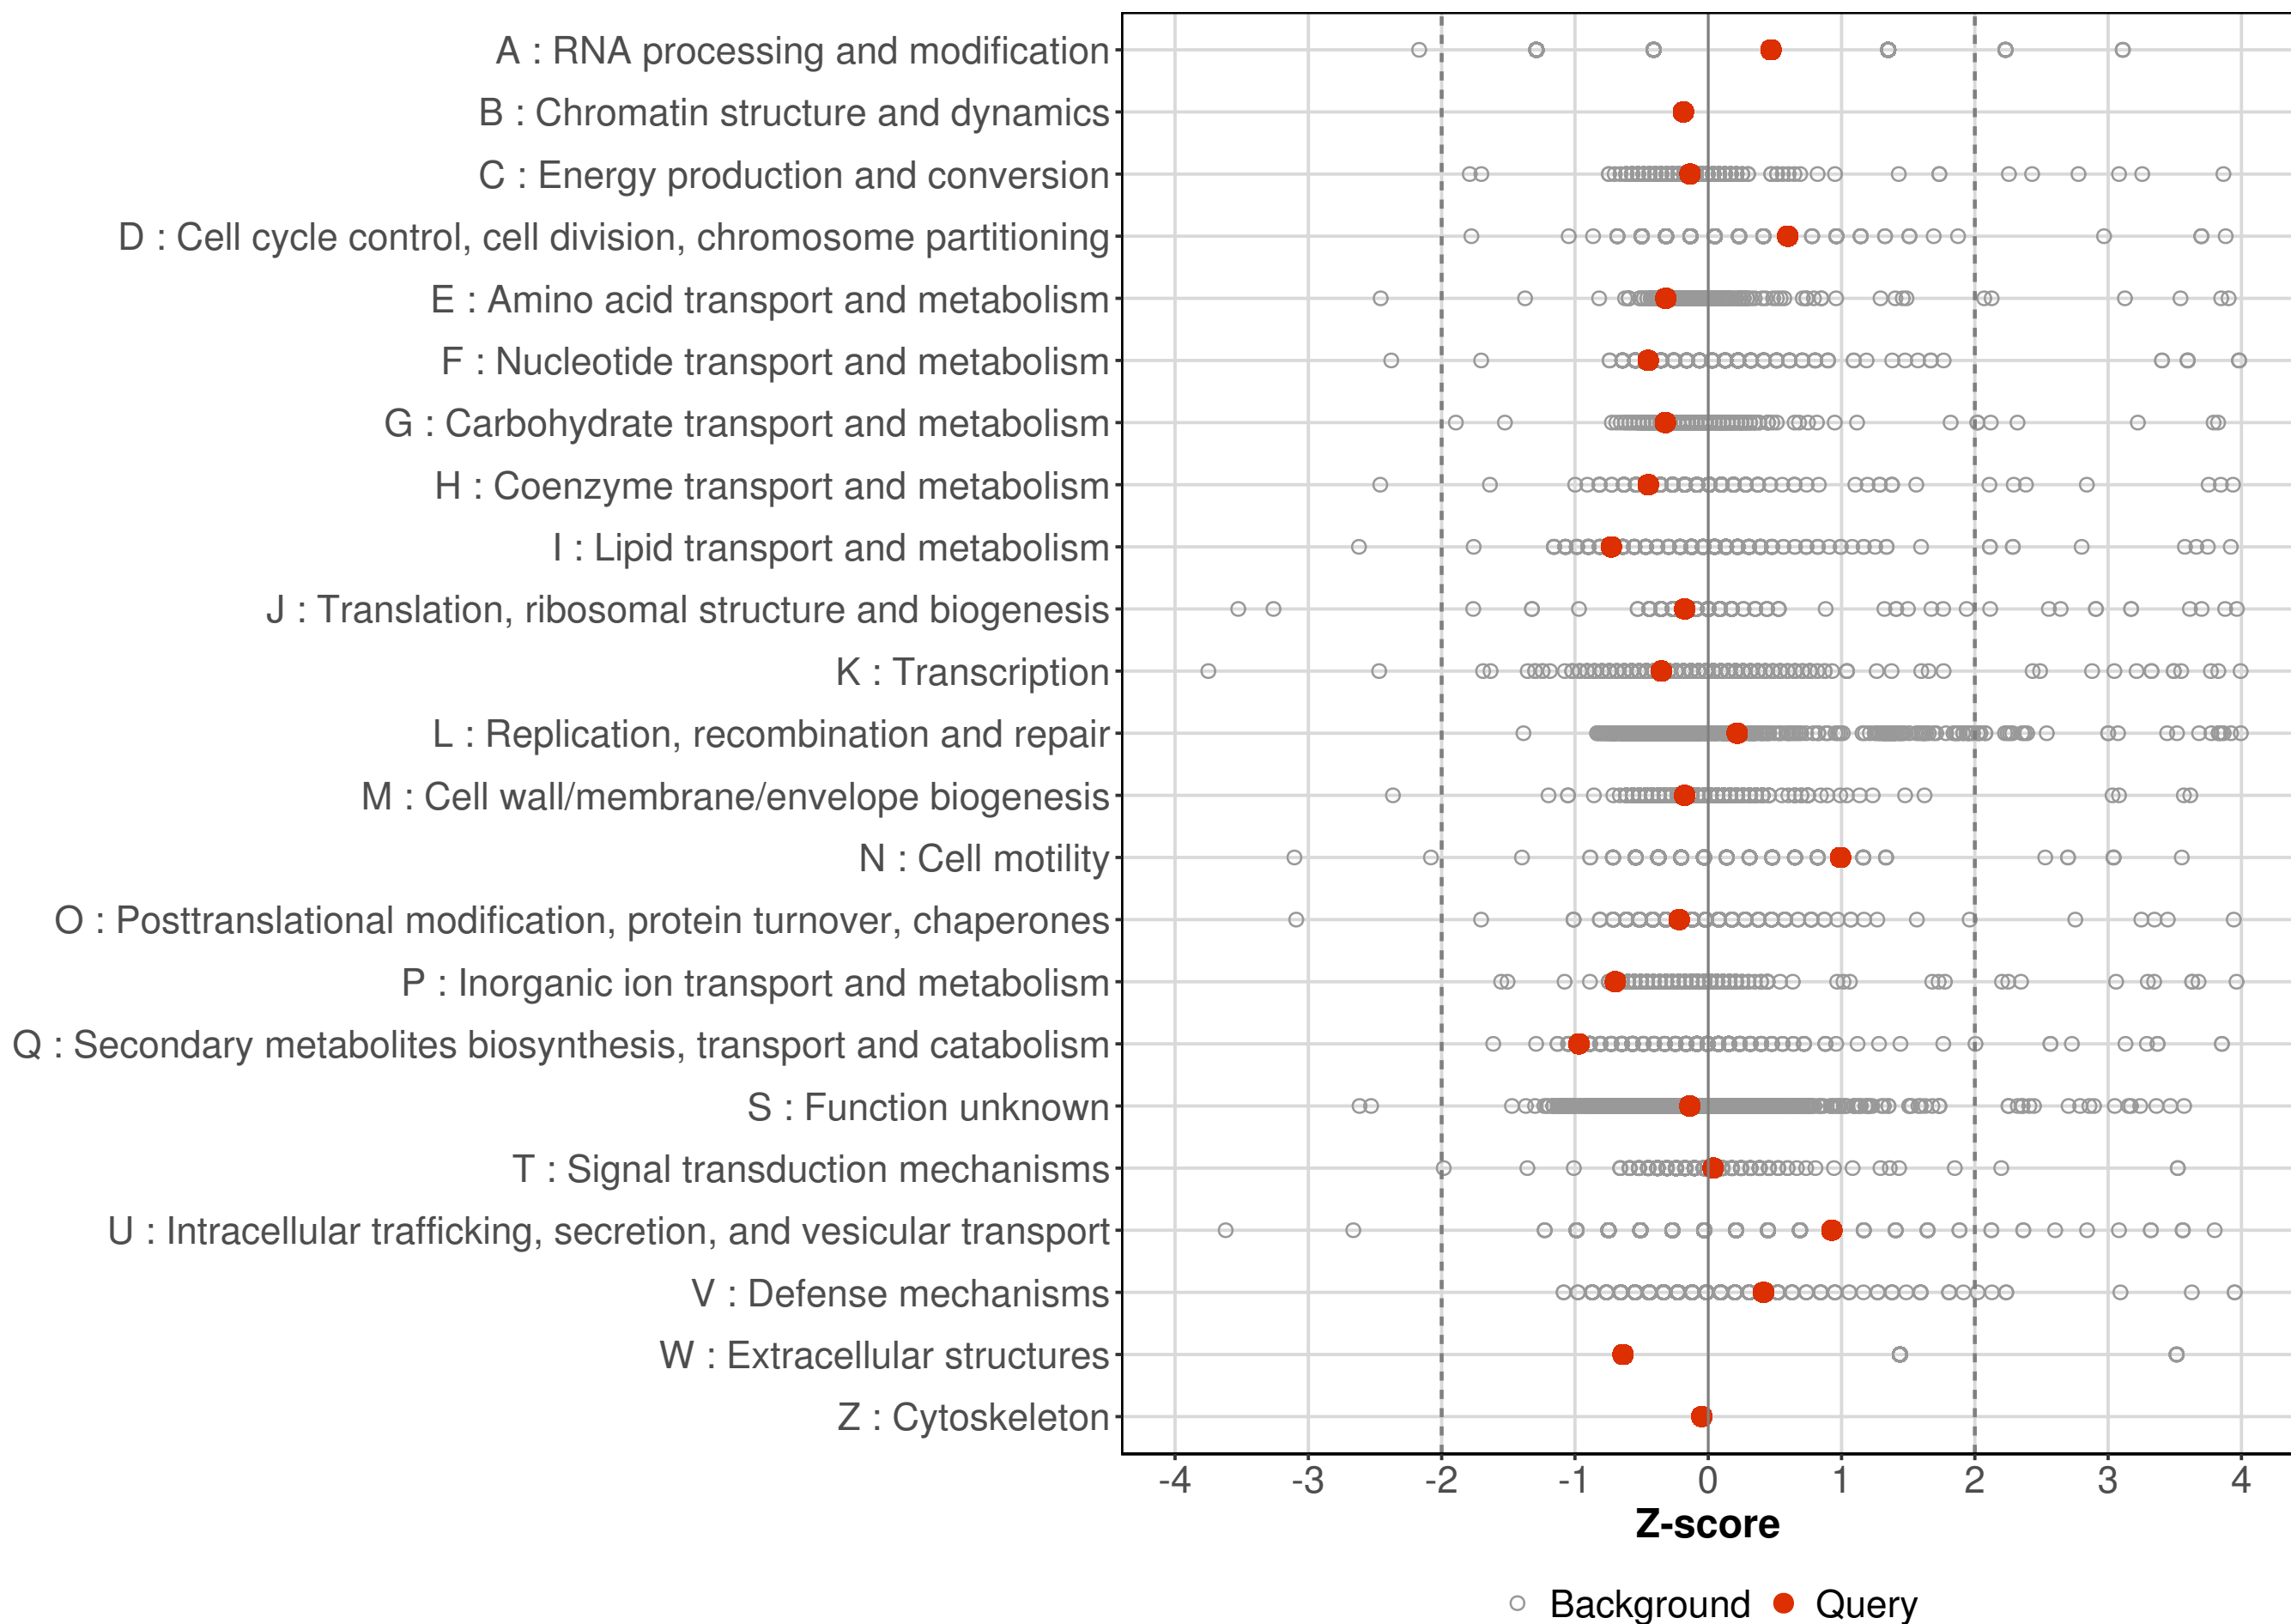 A : RNA processing and modification
B : Chromatin structure and dynamics
C : Energy production and conversion
D : Cell cycle control, cell division, chromosome partitioning
E : Amino acid transport and metabolism
F : Nucleotide transport and metabolism
G : Carbohydrate transport and metabolism
H : Coenzyme transport and metabolism
I : Lipid transport and metabolism
J : Translation, ribosomal structure and biogenesis
K : Transcription
L : Replication, recombination and repair
M : Cell wall/membrane/envelope biogenesis
N : Cell motility
O : Posttranslational modification, protein turnover, chaperones
P : Inorganic ion transport and metabolism
Q : Secondary metabolites biosynthesis, transport and catabolism
S : Function unknown
T : Signal transduction mechanisms
U : Intracellular trafficking, secretion, and vesicular transport
V : Defense mechanisms
W : Extracellular structures
Z : Cytoskeleton
-4 -3 -2 -1 0 1 2 3 4
Z-score
Background Query